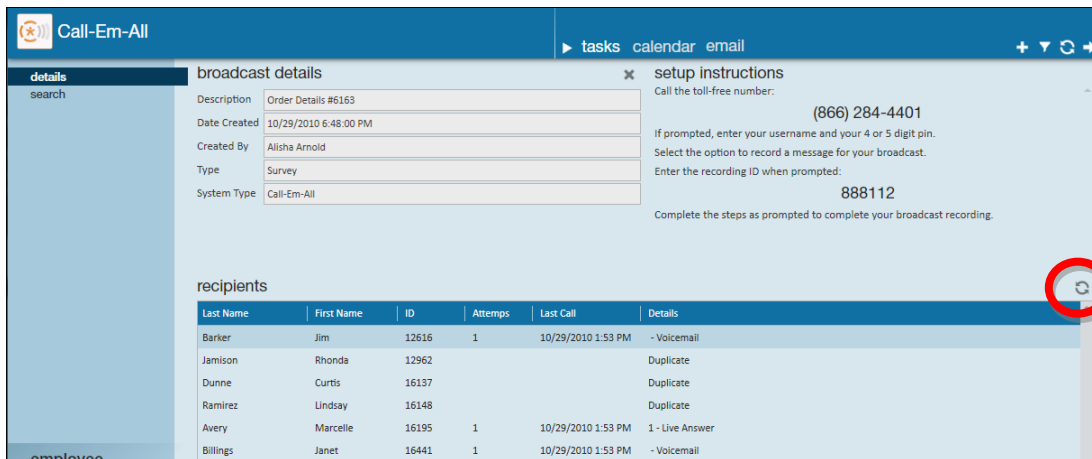 Call-Em-All
tasks calendar email
details
search
broadcast details
Description Order Details #6163
Date Created 10/29/2010 6:48:00 PM
Created By Alisha Arnold
Type Survey
System Type Call-Em-All
setup instructions
Call the toll-free number:
(866) 284-4401
If prompted, enter your username and your 4 or 5 digit pin.
Select the option to record a message for your broadcast.
Enter the recording ID when prompted:
888112
Complete the steps as prompted to complete your broadcast recording.
recipients
Last Name First Name ID Attemps Last Call Details
Barker Jim 12616 1 10/29/2010 1:53 PM - Voicemail
Jamison Rhonda 12962 Duplicate
Dunne Curtis 16137 Duplicate
Ramirez Lindsay 16148 Duplicate
Avery Marcelle 16195 1 10/29/2010 1:53 PM 1 - Live Answer
Billings Janet 16441 1 10/29/2010 1:53 PM - Voicemail
employee